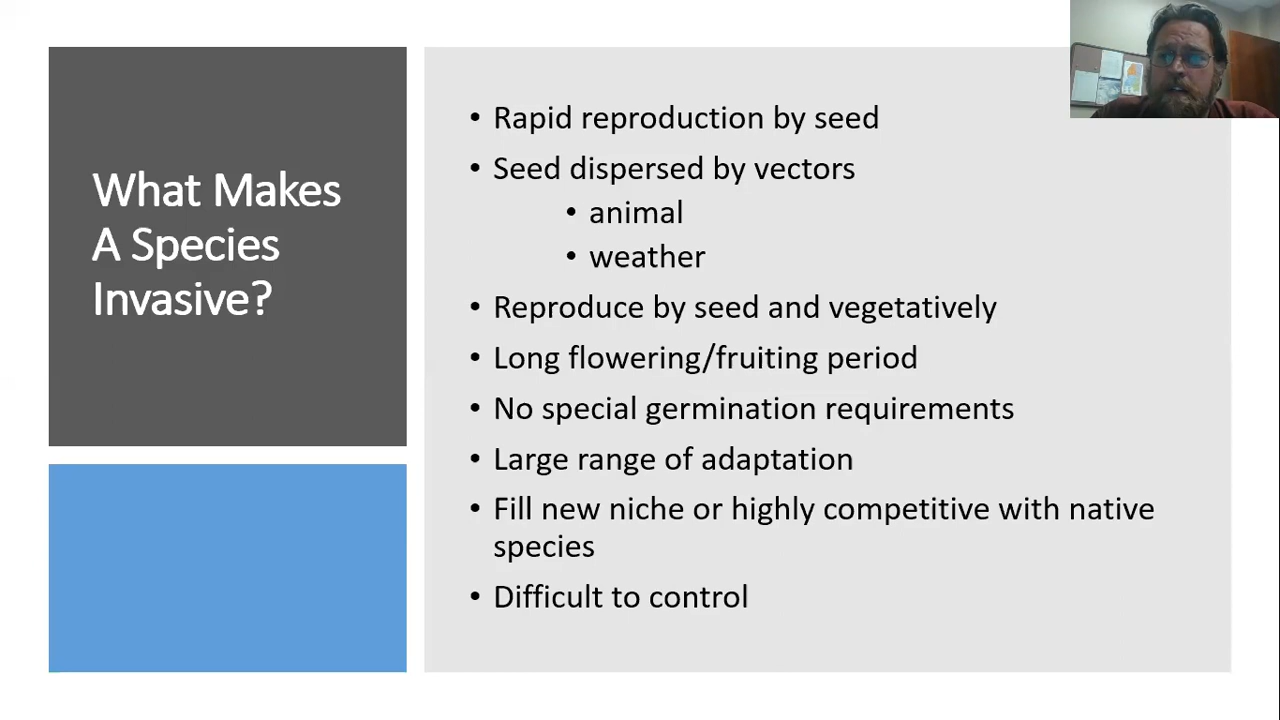 What Makes
A Species
Invasive?
• Rapid reproduction by seed
• Seed dispersed by vectors
• animal
• weather
• Reproduce by seed and vegetatively
• Long flowering/fruiting period
• No special germination requirements
• Large range of adaptation
• Fill new niche or highly competitive with native
species
• Difficult to control